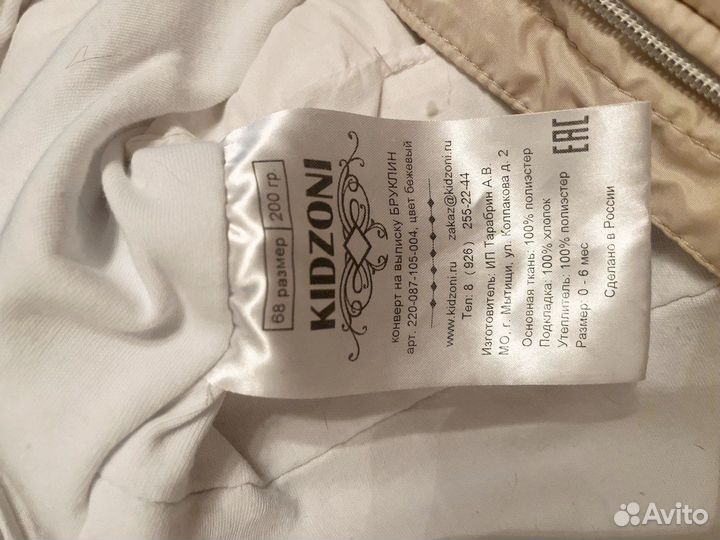 68 размер 200 гр.
KIDZONI
конверт на выписку БРУКЛИН
арт. 220-087-105-004, цвет бежевый
www.kidzoni.ru zakaz@kidzoni.ru
Тел: 8 (926) 255-22-44
Изготовитель: ИП Тарабрин А.В.
МО, г. Мытищи, ул. Колпакова д. 2
Основная ткань: 100% полиэстер
Подкладка: 100% хлопок
Утеплитель: 100% полиэстер
Размер: 0 - 6 мес
EAC
Сделано в России
Avito